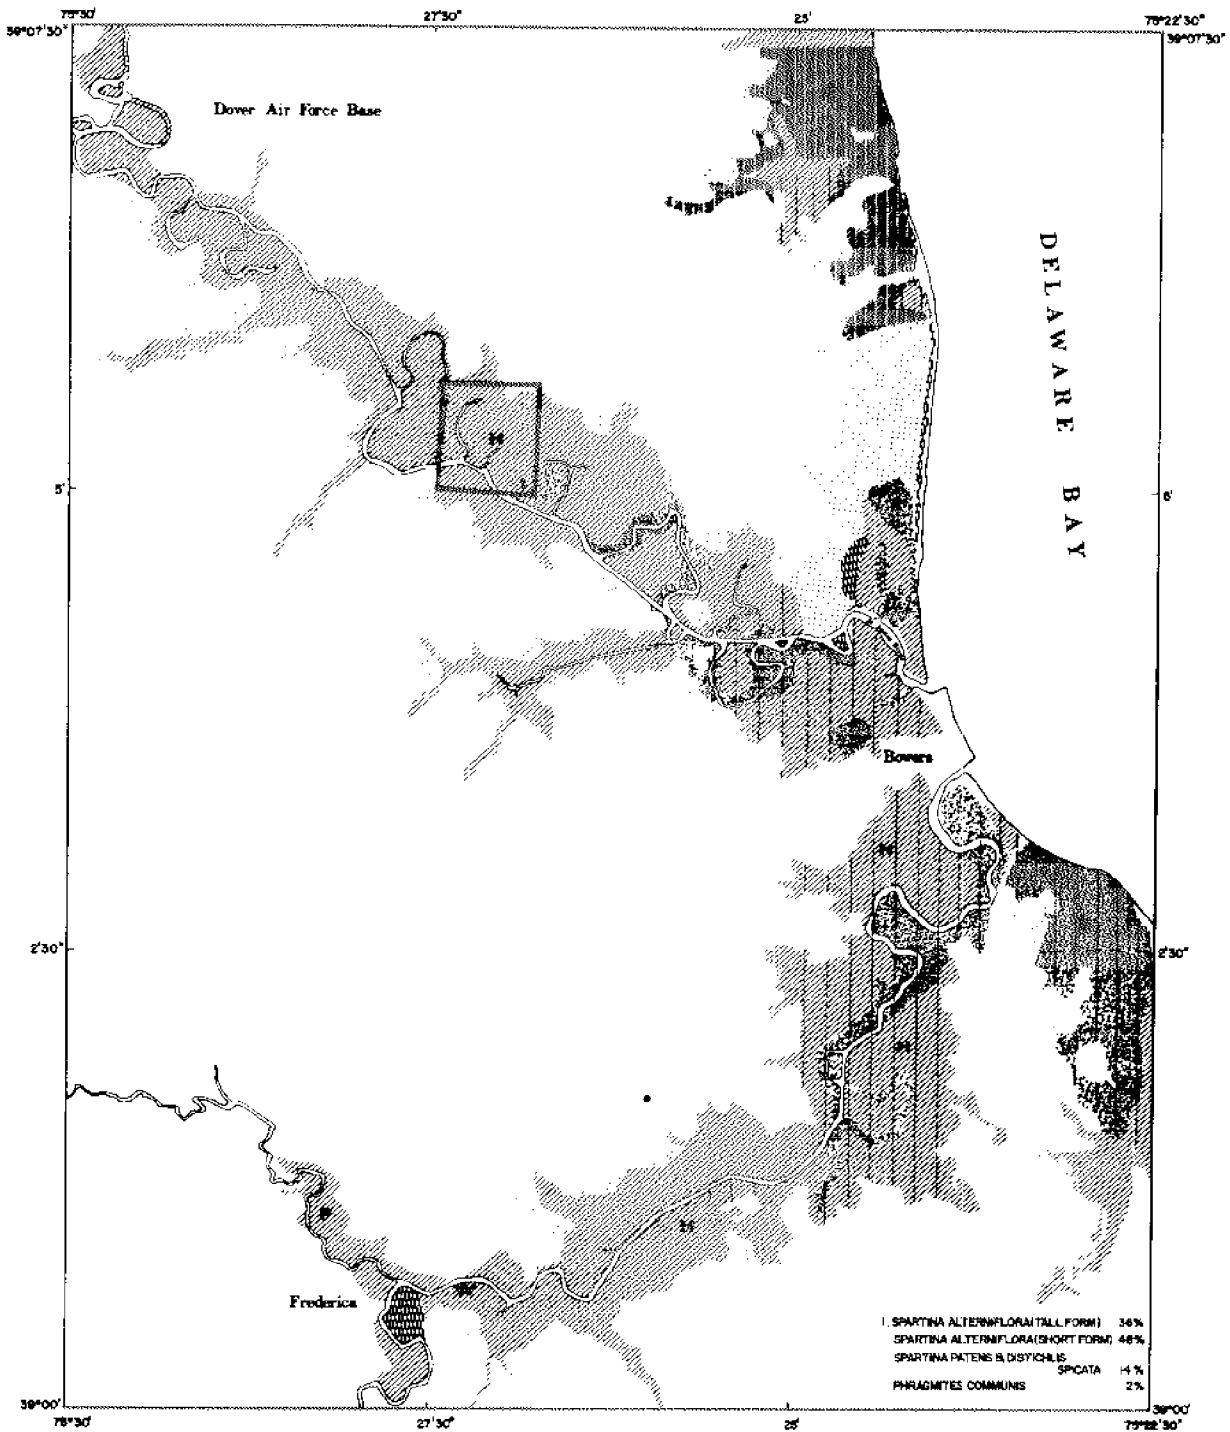 75°30'
27'30"
25'
75°22'30"
39°07'30"
39°07'30"
Dover Air Force Base
DELAWARE BAY
5'
5'
Bowers
2'30"
2'30"
Frederica
1. SPARTINA ALTERNIFLORA (TALL FORM) 36%
SPARTINA ALTERNIFLORA (SHORT FORM) 48%
SPARTINA PATENS & DISTICHLIS
SPICATA 14%
PHRAGMITES COMMUNIS 2%
39°00'
39°00'
75°30'
27'30"
25'
75°22'30"